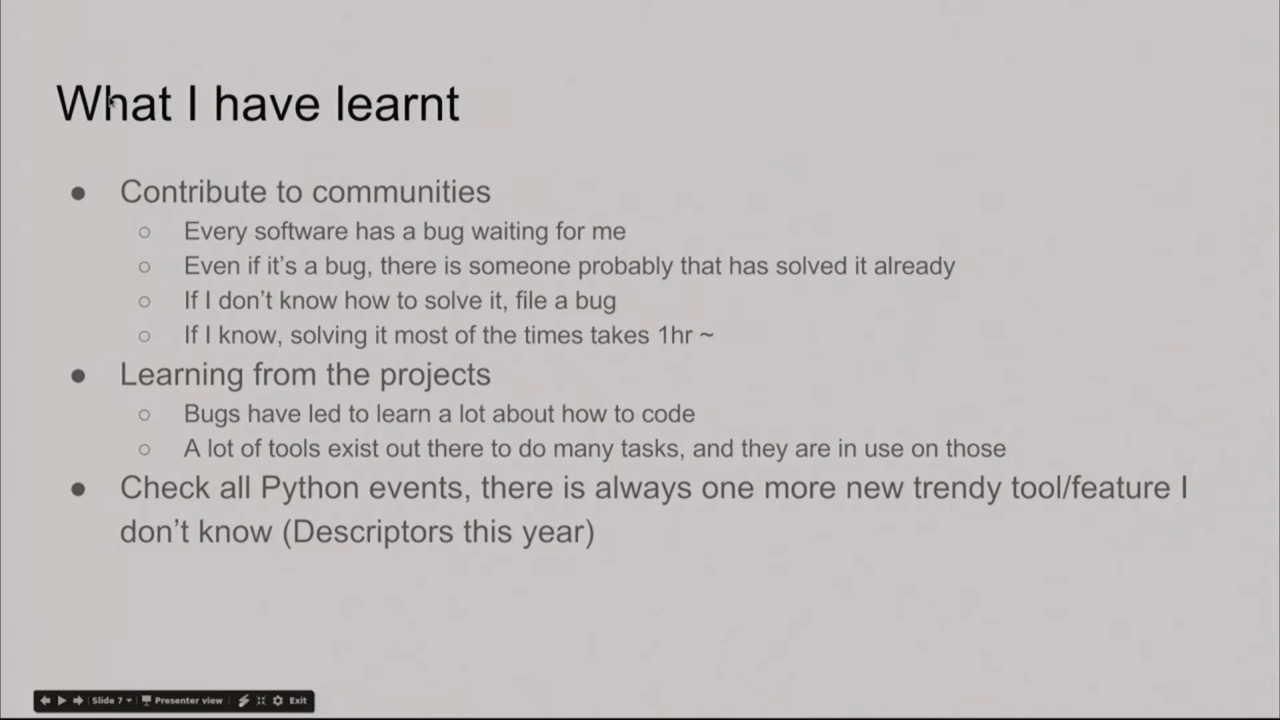 What I have learnt
● Contribute to communities
○ Every software has a bug waiting for me
○ Even if it's a bug, there is someone probably that has solved it already
○ If I don't know how to solve it, file a bug
○ If I know, solving it most of the times takes 1hr ~
● Learning from the projects
○ Bugs have led to learn a lot about how to code
○ A lot of tools exist out there to do many tasks, and they are in use on those
● Check all Python events, there is always one more new trendy tool/feature I
don't know (Descriptors this year)
Slide 7 Presenter view Exit